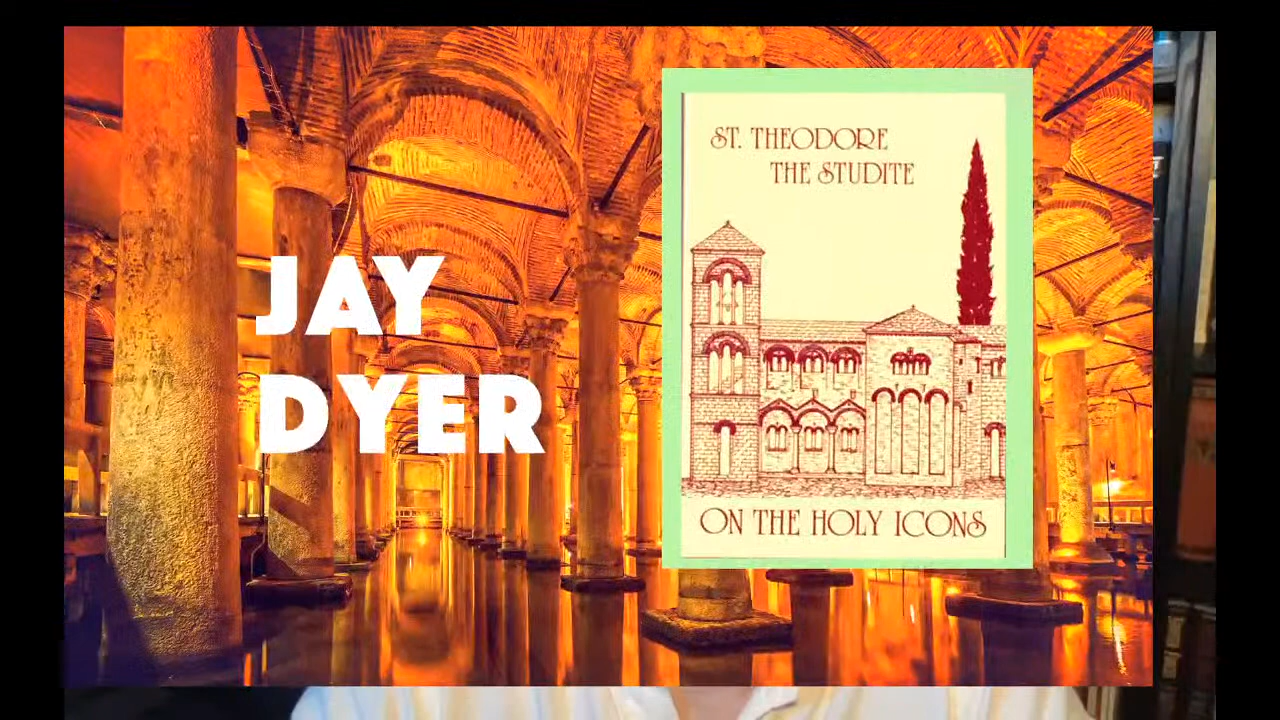 JAY
DYER
ST. THEODORE
THE STUDITE
ON THE HOLY ICONS